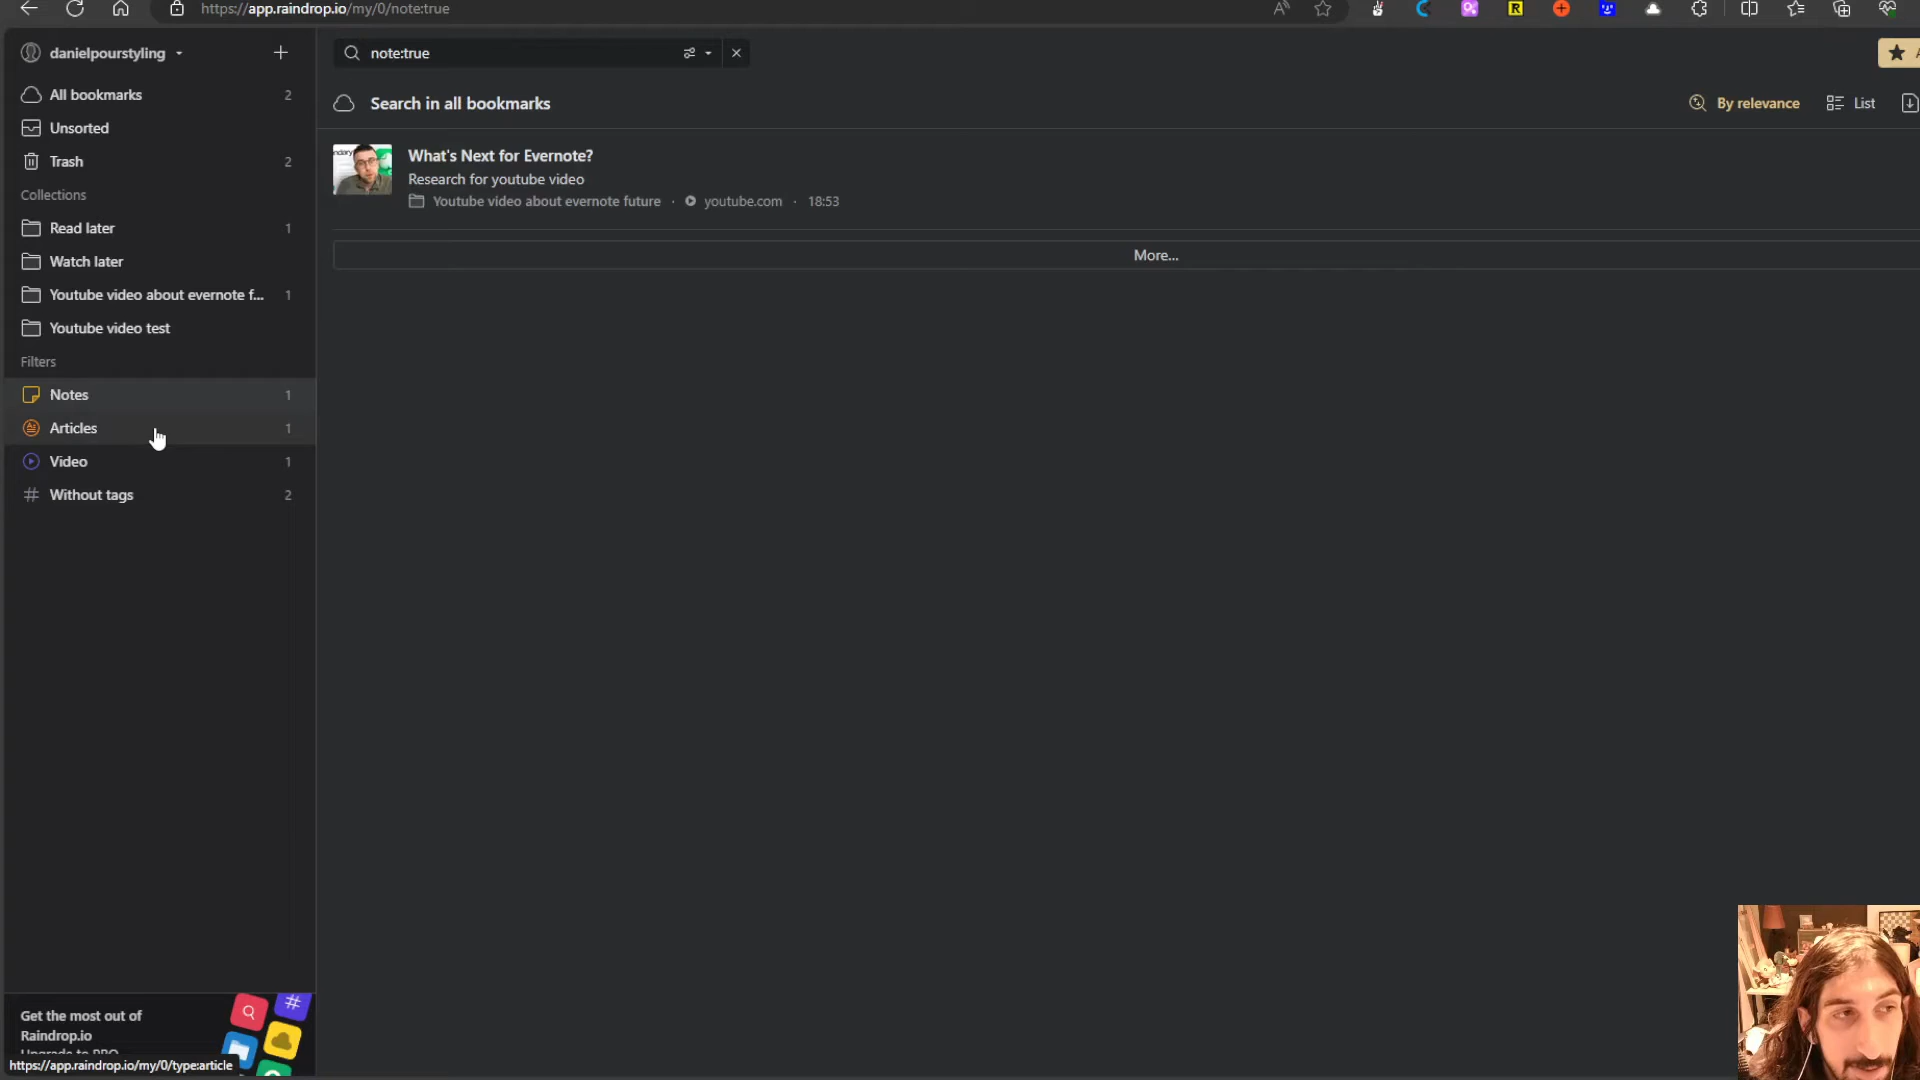 https://app.raindrop.io/my/0/note:true
danielpourstyling
note:true
All bookmarks 2
Search in all bookmarks
By relevance
List
Unsorted
Trash 2
What's Next for Evernote?
Research for youtube video
Youtube video about evernote future · youtube.com · 18:53
Collections
Read later 1
More...
Watch later
Youtube video about evernote f... 1
Youtube video test
Filters
Notes 1
Articles 1
Video 1
Without tags 2
Get the most out of
Raindrop.io
Upgrade to PRO
https://app.raindrop.io/my/0/type:article